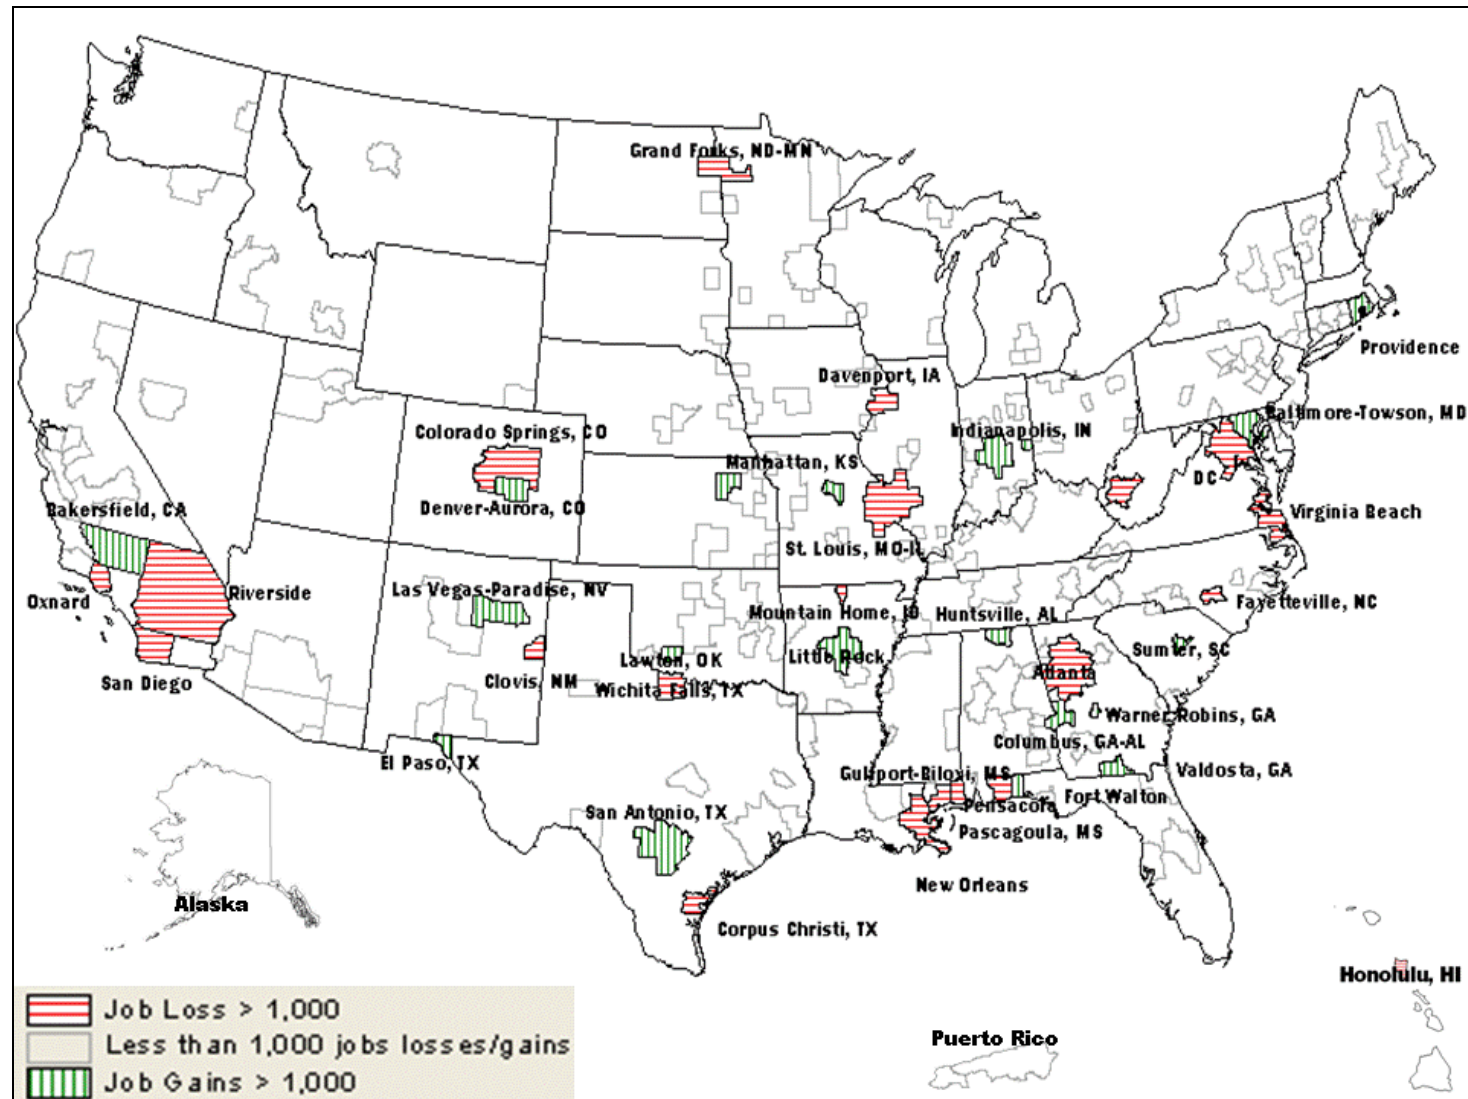 Grand Forks, ND-MN
Providence
Davenport, IA
Baltimore-Towson, MD
Colorado Springs, CO
Indianapolis, IN
Manhattan, KS
DC
Denver-Aurora, CO
Bakersfield, CA
Virginia Beach
St. Louis, MO-IL
Las Vegas-Paradise, NV
Riverside
Oxnard
Mountain Home, ID
Huntsville, AL
Fayetteville, NC
Lawton, OK
Little Rock
Sumter, SC
San Diego
Clovis, NM
Wichita Falls, TX
Atlanta
Warner Robins, GA
Columbus, GA-AL
El Paso, TX
Gulfport-Biloxi, MS
Valdosta, GA
Fort Walton
Pensacola
San Antonio, TX
Pascagoula, MS
New Orleans
Alaska
Corpus Christi, TX
Honolulu, HI
Puerto Rico
Job Loss > 1,000
Less than 1,000 jobs losses/gains
Job Gains > 1,000